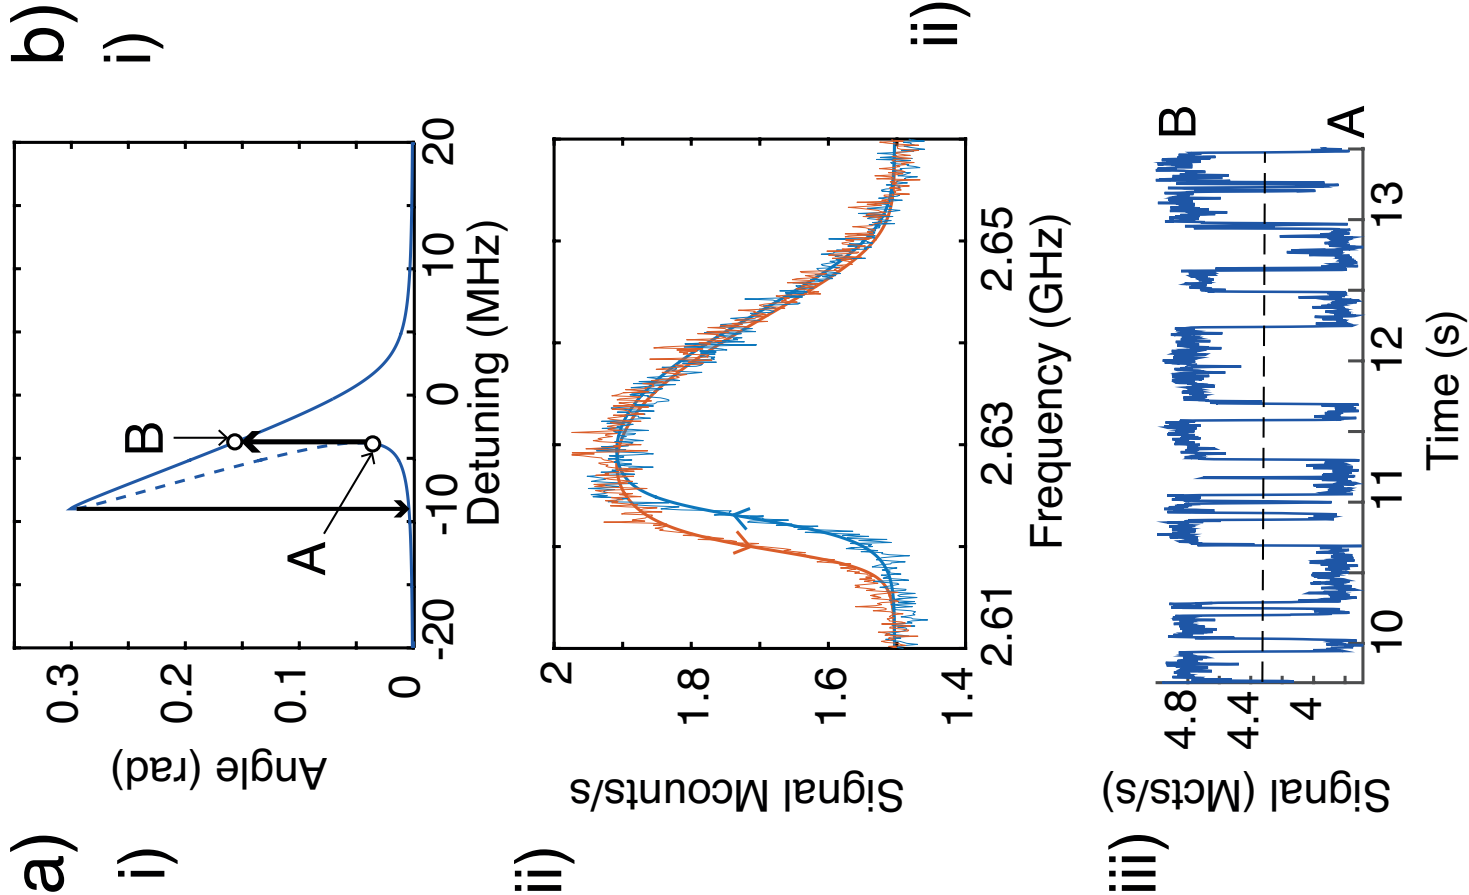 a)
b)
i)
i)
Angle (rad)
0.3
0.2
0.1
0
B
A
-20
-10
0
10
20
Detuning (MHz)
ii)
ii)
Signal Mcounts/s
2
1.8
1.6
1.4
2.61
2.63
2.65
Frequency (GHz)
iii)
Signal (Mcts/s)
4.8
4.4
4
B
A
10
11
12
13
Time (s)